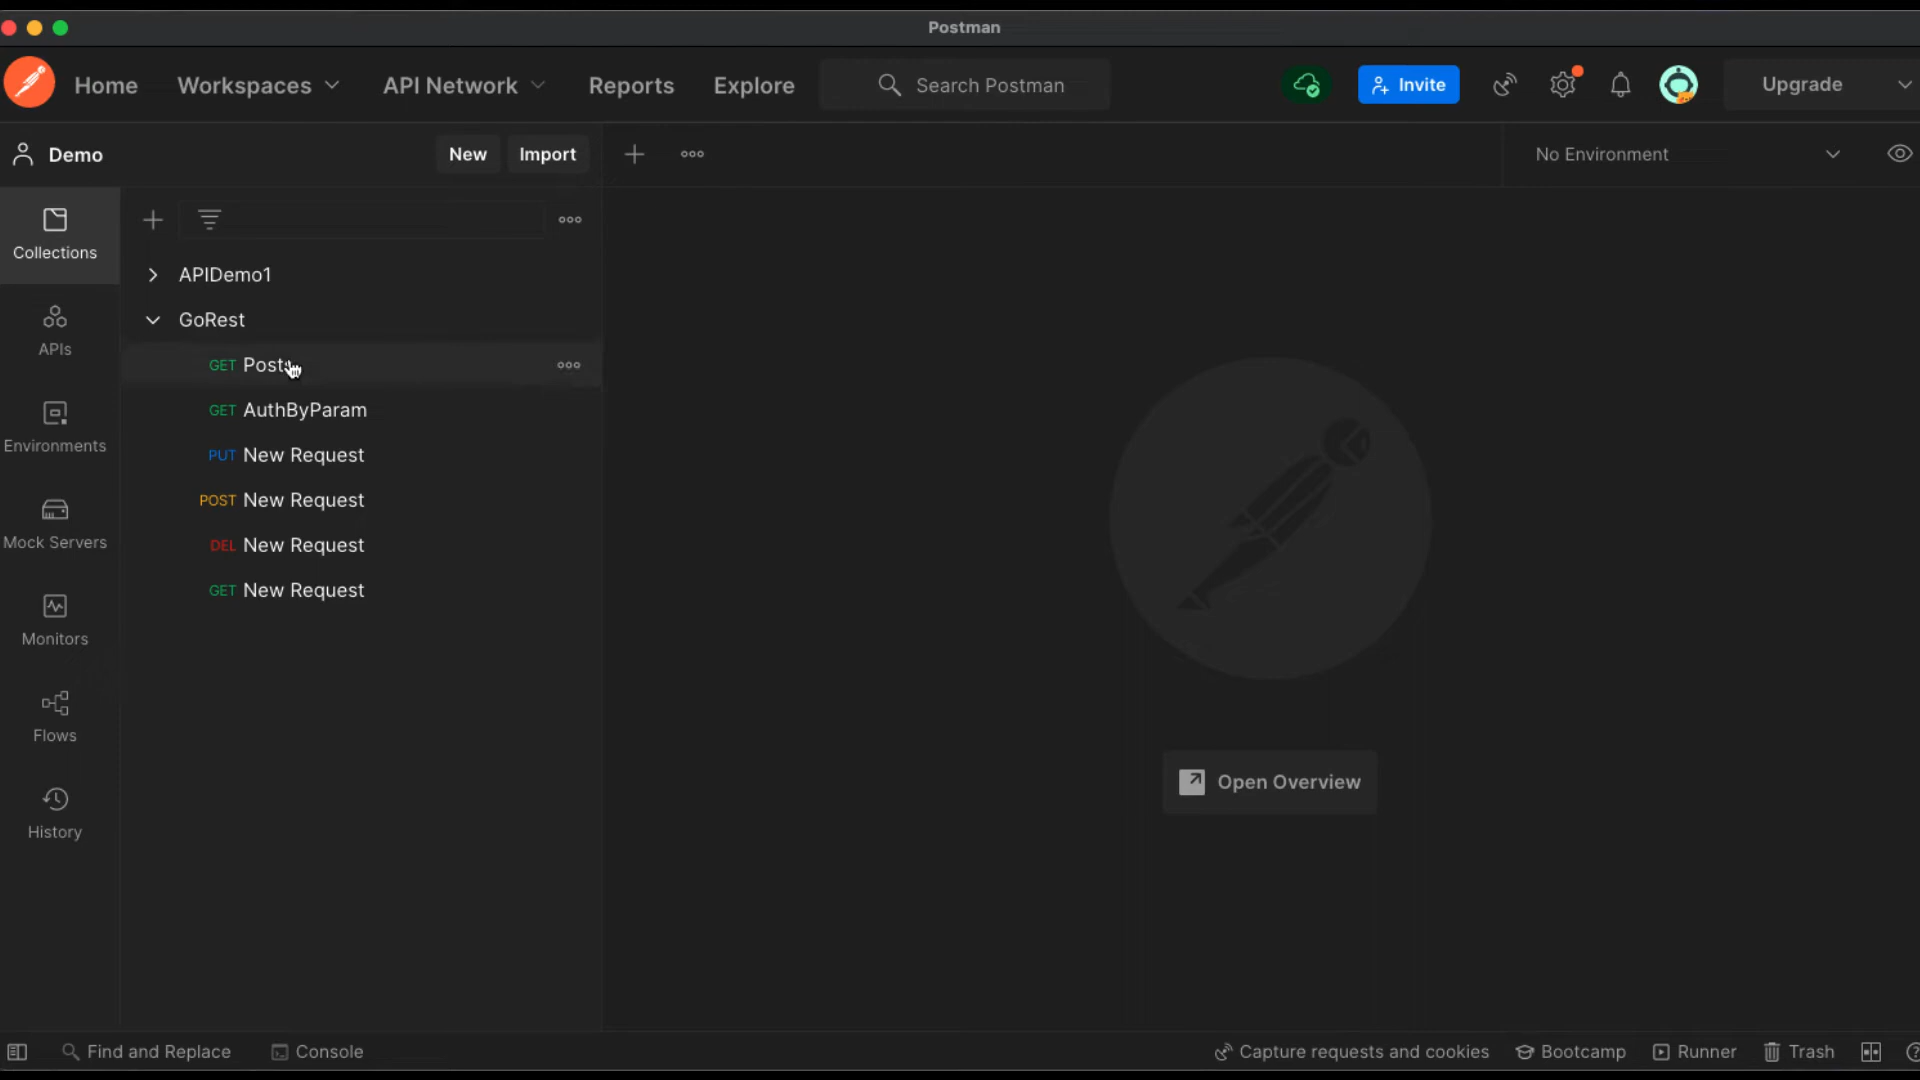 Postman
Home Workspaces API Network Reports Explore Search Postman Invite Upgrade
Demo New Import No Environment
Collections
APIDemo1
GoRest
GET Posts
APIs
GET AuthByParam
Environments
PUT New Request
POST New Request
Mock Servers
DEL New Request
GET New Request
Monitors
Flows
Open Overview
History
Find and Replace Console Capture requests and cookies Bootcamp Runner Trash